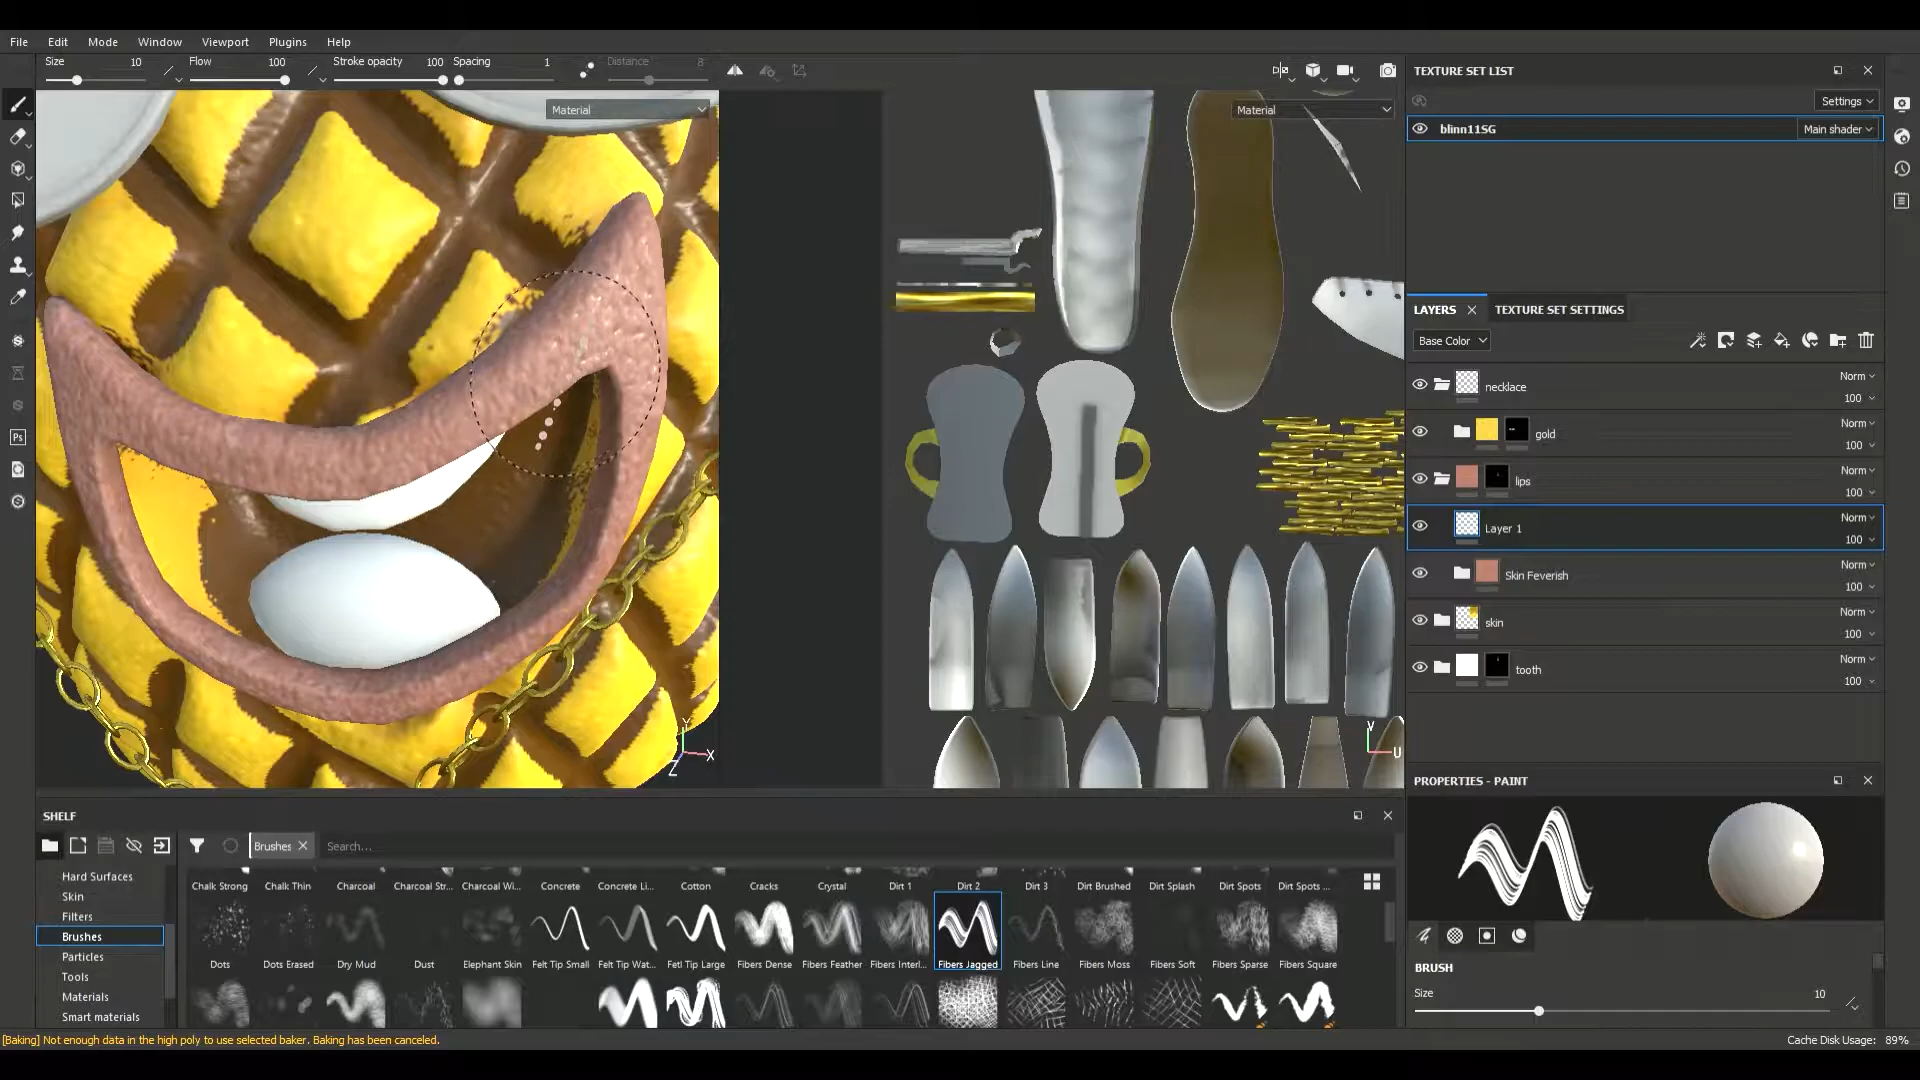 File Edit Mode Window Viewport Plugins Help
Size 10 Flow 100 Stroke opacity 100 Spacing 1 Distance 8
Material
Material
X
Y
Z
V
U
TEXTURE SET LIST
Settings
blinn11SG Main shader
LAYERS TEXTURE SET SETTINGS
Base Color
necklace Norm 100
gold Norm 100
lips Norm 100
Layer 1 Norm 100
Skin Feverish Norm 100
skin Norm 100
tooth Norm 100
PROPERTIES - PAINT
BRUSH
Size 10
SHELF
Brushes Search...
Hard Surfaces
Skin
Filters
Brushes
Particles
Tools
Materials
Smart materials
Chalk Strong Chalk Thin Charcoal Charcoal Str... Charcoal Wi... Concrete Concrete Li... Cotton Cracks Crystal Dirt 1 Dirt 2 Dirt 3 Dirt Brushed Dirt Splash Dirt Spots Dirt Spots ...
Dots Dots Erased Dry Mud Dust Elephant Skin Felt Tip Small Felt Tip Wat... Fetl Tip Large Fibers Dense Fibers Feather Fibers Interl... Fibers Jagged Fibers Line Fibers Moss Fibers Soft Fibers Sparse Fibers Square
Ps
[Baking] Not enough data in the high poly to use selected baker. Baking has been canceled.
Cache Disk Usage: 89%